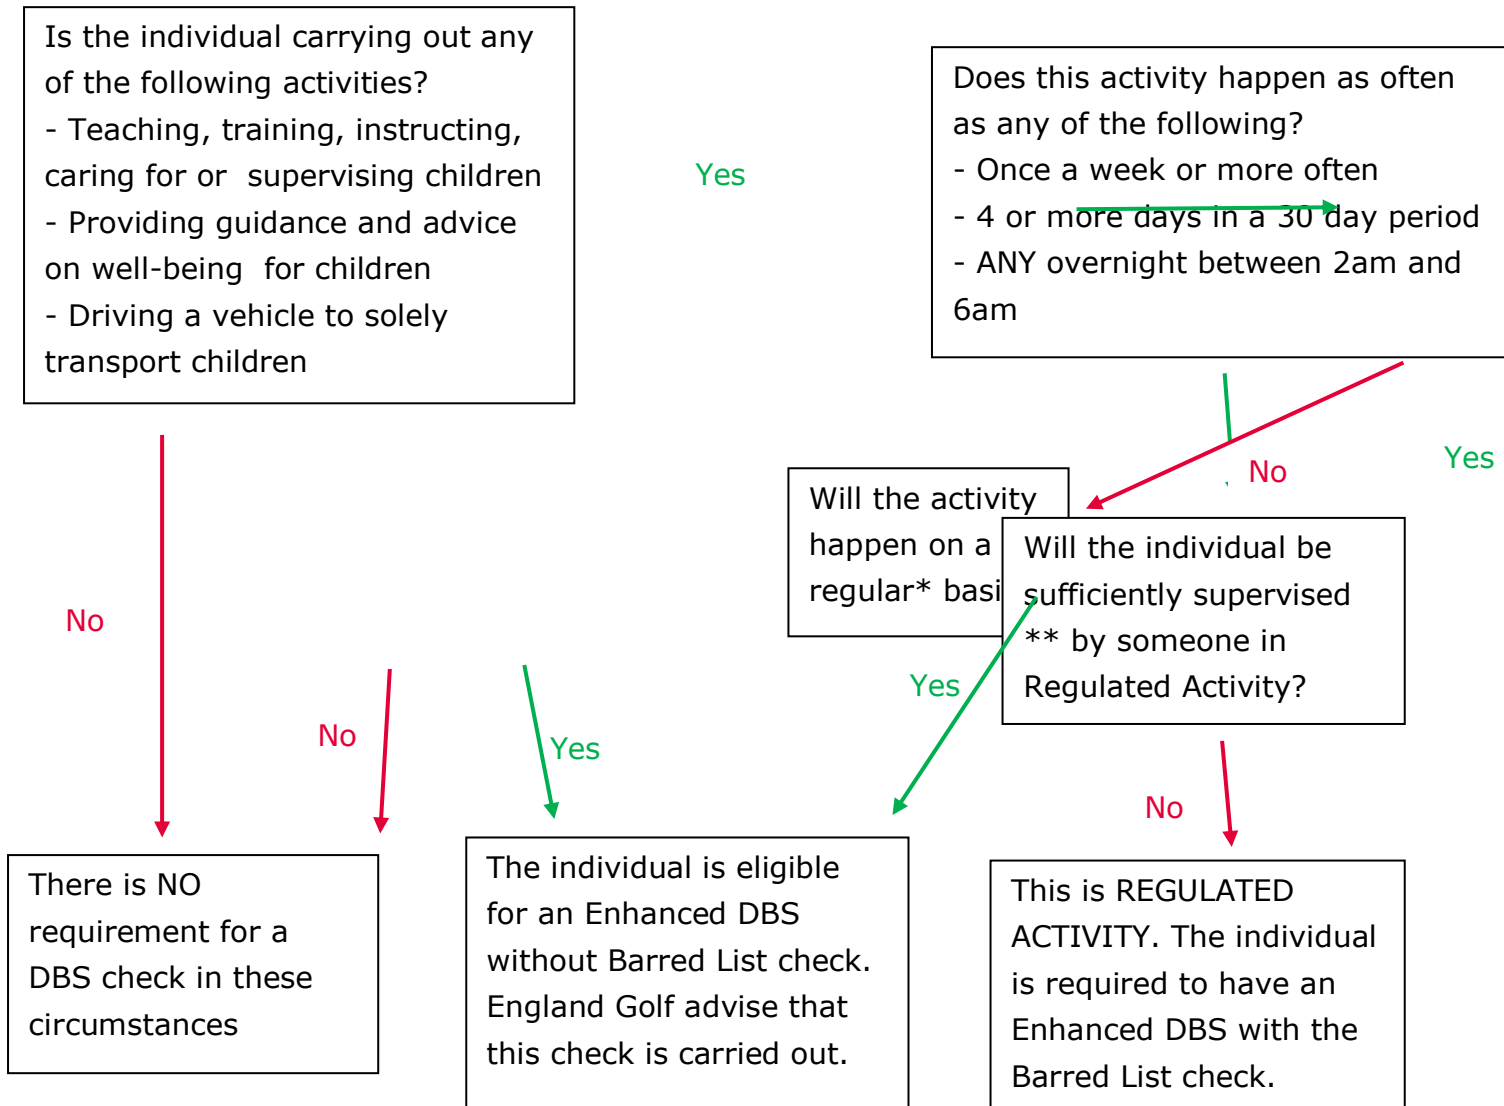 Is the individual carrying out any
of the following activities?
- Teaching, training, instructing,
caring for or supervising children
- Providing guidance and advice
on well-being for children
- Driving a vehicle to solely
transport children
Yes
Does this activity happen as often
as any of the following?
- Once a week or more often
- 4 or more days in a 30 day period
- ANY overnight between 2am and
6am
No
Yes
Will the activity
happen on a
regular* basi
Will the individual be
sufficiently supervised
** by someone in
Regulated Activity?
No
Yes
No
Yes
No
There is NO
requirement for a
DBS check in these
circumstances
The individual is eligible
for an Enhanced DBS
without Barred List check.
England Golf advise that
this check is carried out.
This is REGULATED
ACTIVITY. The individual
is required to have an
Enhanced DBS with the
Barred List check.